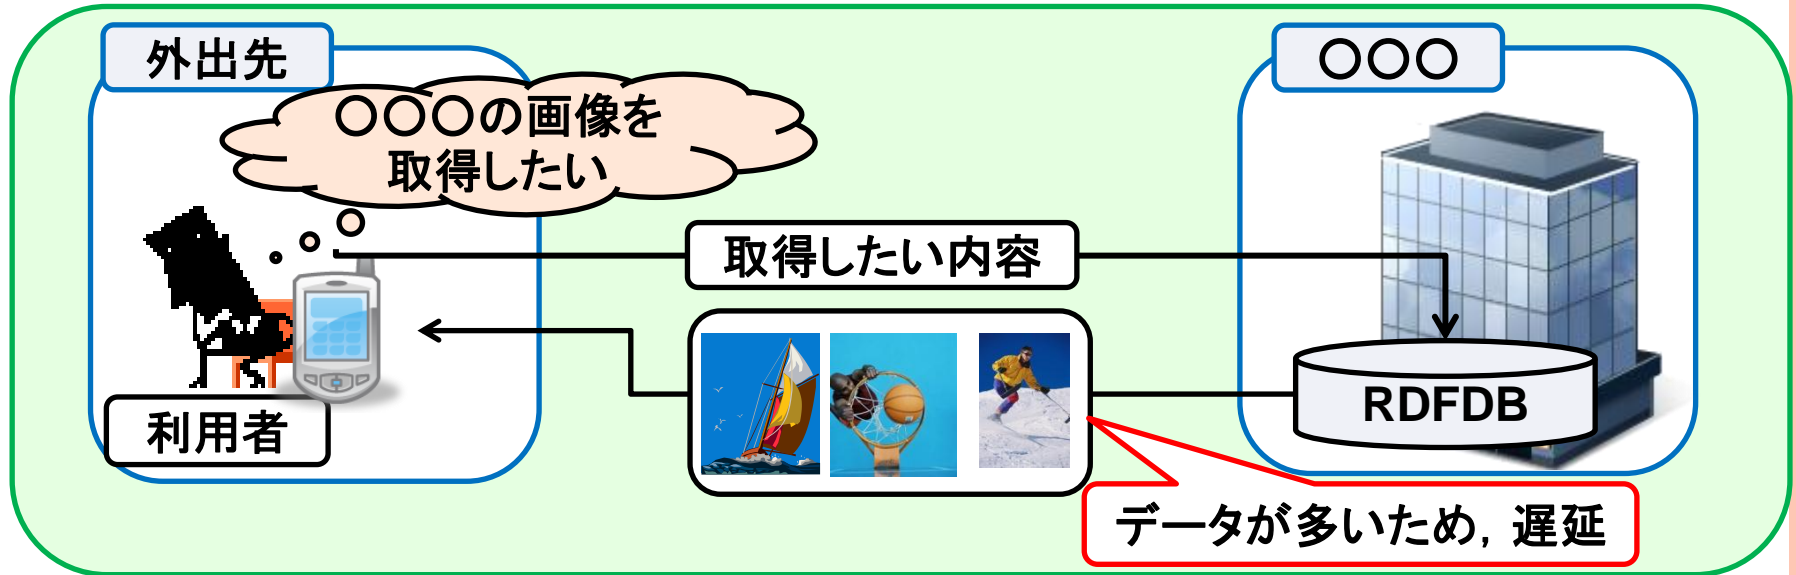 外出先
〇〇〇
〇〇〇の画像を
取得したい
取得したい内容
RDFDB
利用者
データが多いため，遅延